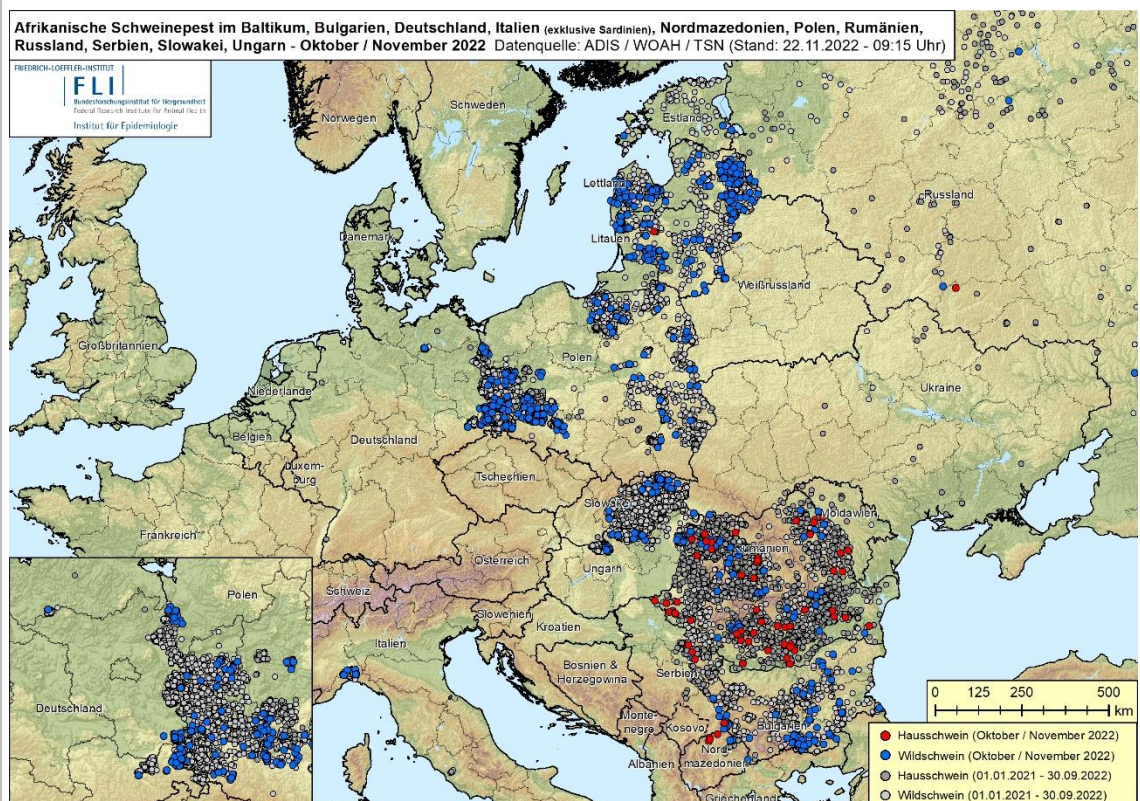 Afrikanische Schweinepest im Baltikum, Bulgarien, Deutschland, Italien (exklusive Sardinien), Nordmazedonien, Polen, Rumänien,
Russland, Serbien, Slowakei, Ungarn - Oktober / November 2022 Datenquelle: ADIS / WOAH / TSN (Stand: 22.11.2022 - 09:15 Uhr)
FRIEDRICH-LOEFFLER-INSTITUT
FLI
Bundesforschungsinstitut für Tiergesundheit
Federal Research Institute for Animal Health
Institut für Epidemiologie
Norwegen
Schweden
Estland
Russland
Lettland
Litauen
Dänemark
Weißrussland
Großbritannien
Polen
Niederlande
Ukraine
Belgien
Deutschland
Luxem-
burg
Tschechien
Slowakei
Moldawien
Frankreich
Rumänien
Österreich
Ungarn
Schweiz
Slowenien
Kroatien
Italien
Bosnien &
Herzegowina
Serbien
Monte-
negro
Kosovo
Bulgarien
Nord-
mazedonien
Albanien
Griechenland
Polen
Deutschland
0 125 250 500
km
Hausschwein (Oktober / November 2022)
Wildschwein (Oktober / November 2022)
Hausschwein (01.01.2021 - 30.09.2022)
Wildschwein (01.01.2021 - 30.09.2022)